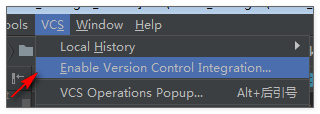 ools VCS Window Help
Local History
Enable Version Control Integration...
VCS Operations Popup... Alt+后引号